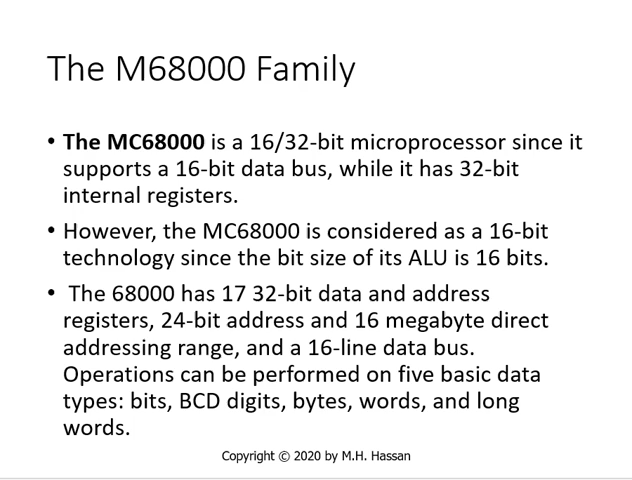 The M68000 Family
• The MC68000 is a 16/32-bit microprocessor since it
supports a 16-bit data bus, while it has 32-bit
internal registers.
• However, the MC68000 is considered as a 16-bit
technology since the bit size of its ALU is 16 bits.
• The 68000 has 17 32-bit data and address
registers, 24-bit address and 16 megabyte direct
addressing range, and a 16-line data bus.
Operations can be performed on five basic data
types: bits, BCD digits, bytes, words, and long
words.
Copyright © 2020 by M.H. Hassan